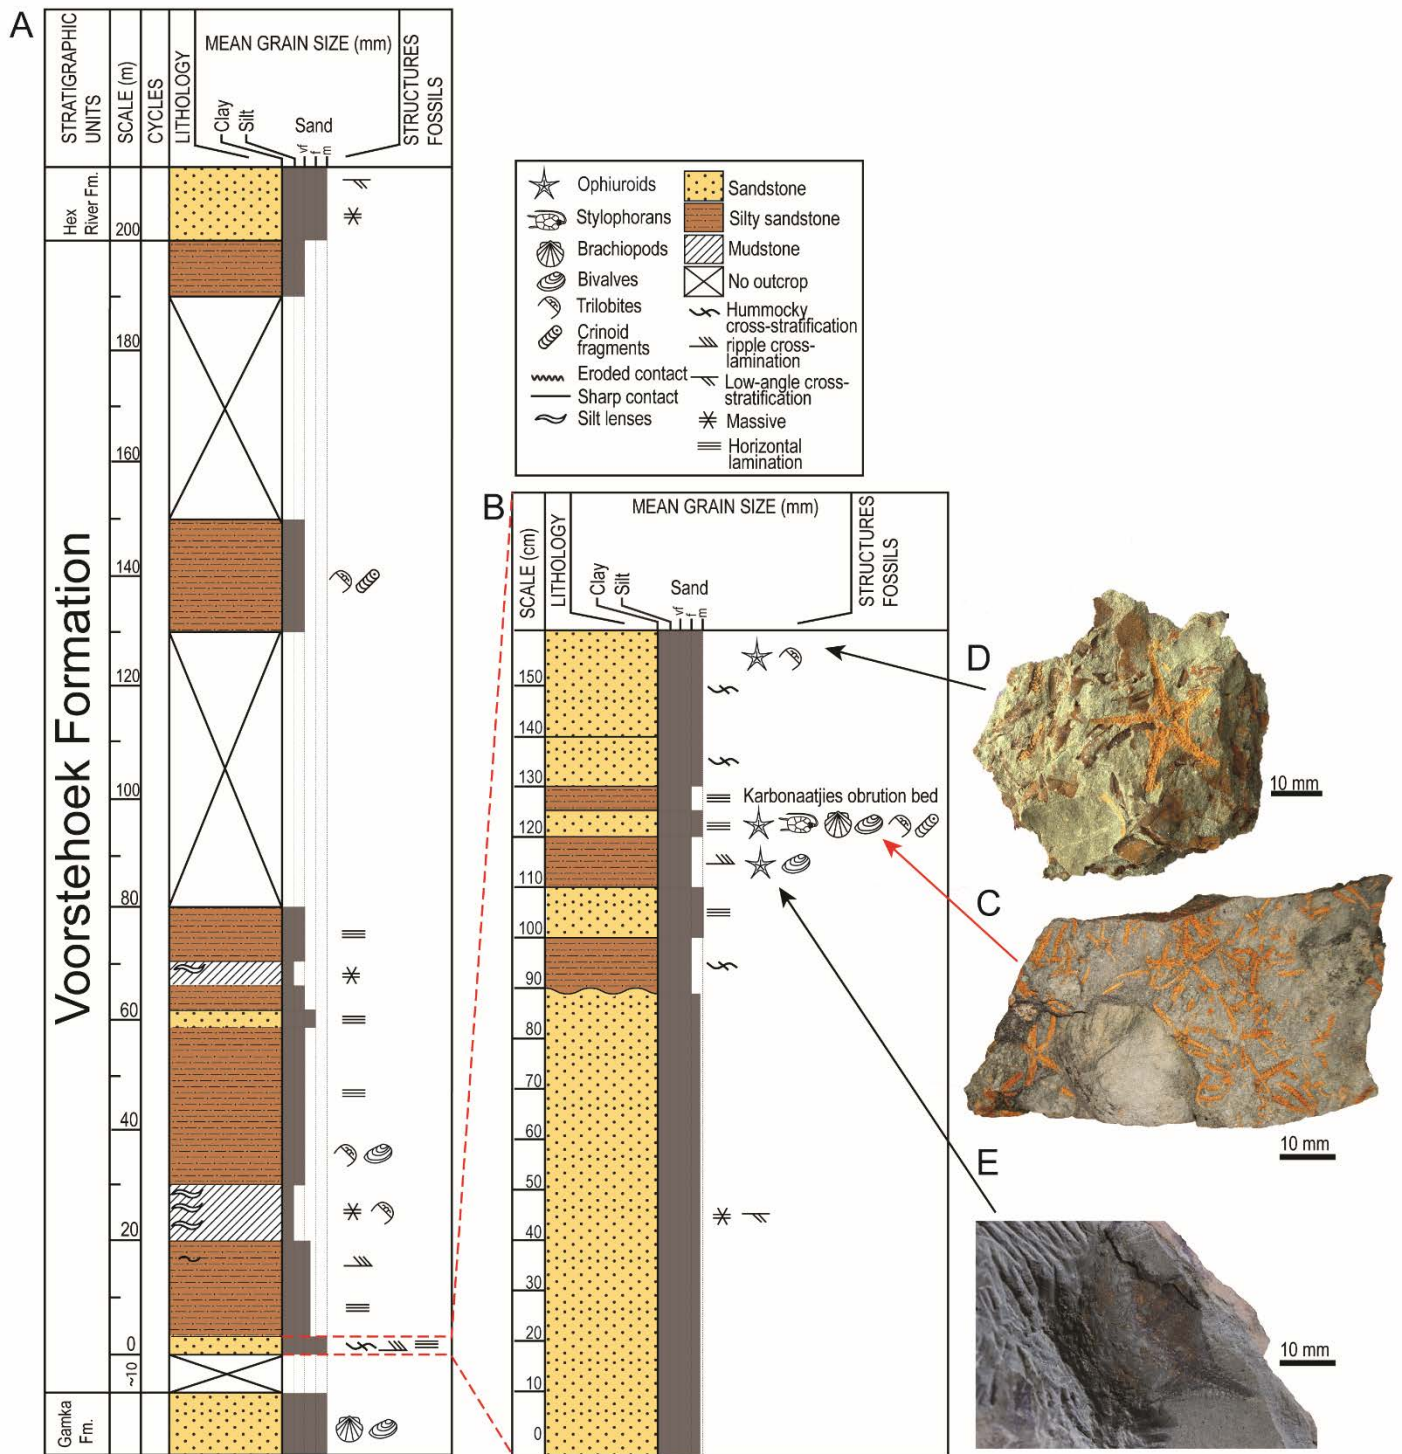 A
STRATIGRAPHIC
UNITS
SCALE (m)
CYCLES
LITHOLOGY
MEAN GRAIN SIZE (mm)
Clay
Silt
Sand
vf
f
m
STRUCTURES
FOSSILS
Hex
River Fm.
200
180
160
140
120
100
80
60
40
20
0
~10
Voorstehoek Formation
Gamka
Fm.
Ophiuroids
Stylophorans
Brachiopods
Bivalves
Trilobites
Crinoid
fragments
Eroded contact
Sharp contact
Silt lenses
Sandstone
Silty sandstone
Mudstone
No outcrop
Hummocky
cross-stratification
ripple cross-
lamination
Low-angle cross-
stratification
Massive
Horizontal
lamination
B
SCALE (cm)
LITHOLOGY
MEAN GRAIN SIZE (mm)
Clay
Silt
Sand
vf
f
m
STRUCTURES
FOSSILS
150
140
130
120
110
100
90
80
70
60
50
40
30
20
10
0
Karbonaatjies obrution bed
D
10 mm
C
10 mm
E
10 mm